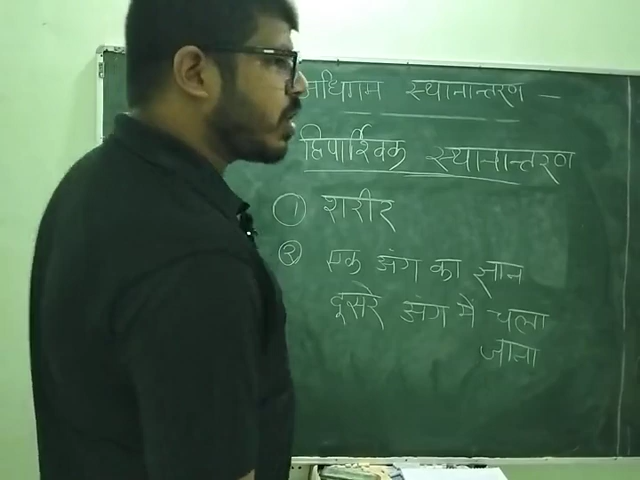 अधिगम स्थानान्तरण —
द्विपार्श्विक स्थानान्तरण
① शरीर
② एक अंग का ज्ञान
दूसरे अंग में चला
जाना